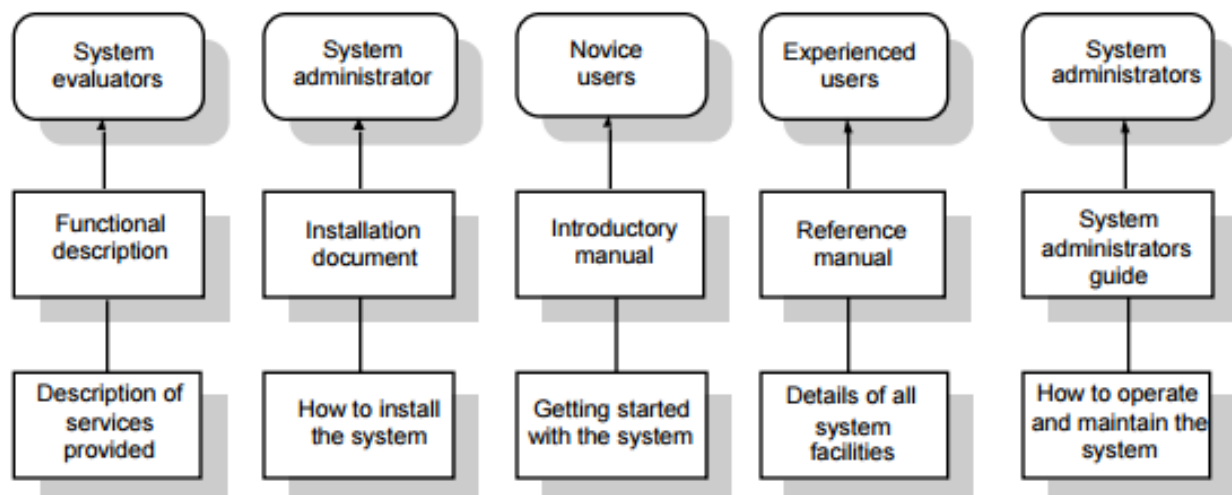 System
evaluators
System
administrator
Novice
users
Experienced
users
System
administrators
Functional
description
Installation
document
Introductory
manual
Reference
manual
System
administrators
guide
Description of
services
provided
How to install
the system
Getting started
with the system
Details of all
system
facilities
How to operate
and maintain the
system